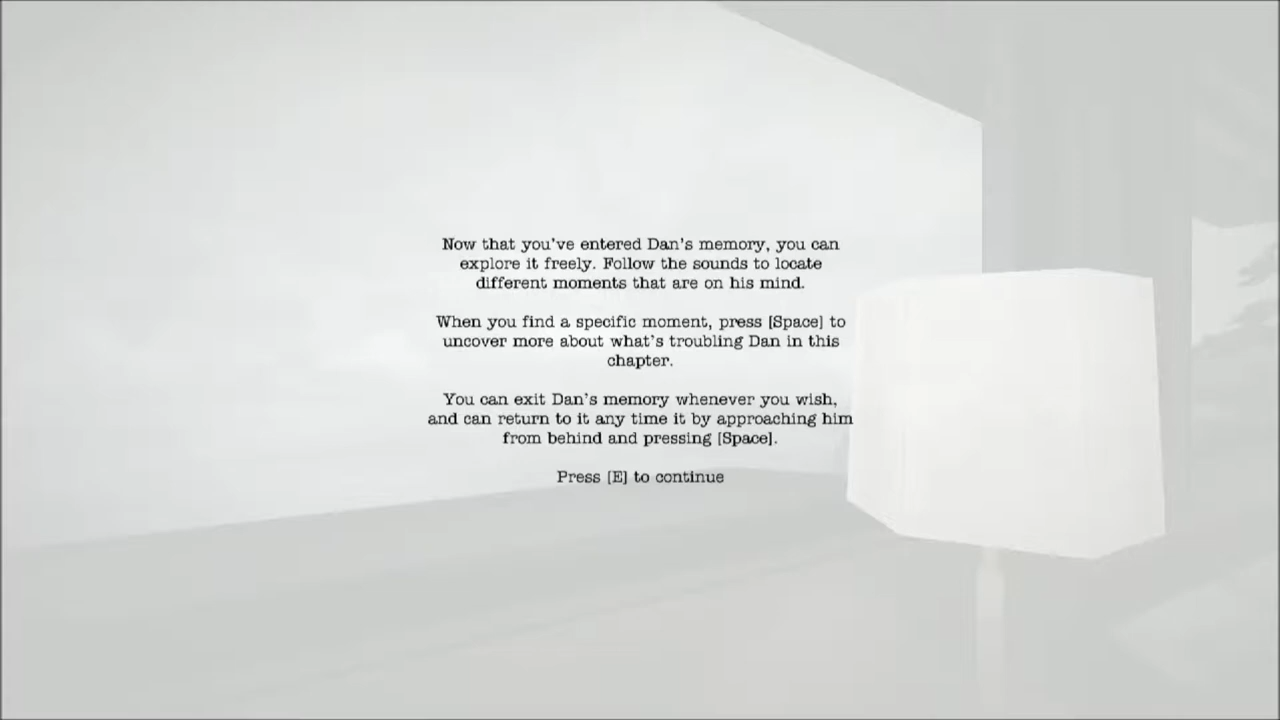 Now that you've entered Dan's memory, you can
explore it freely. Follow the sounds to locate
different moments that are on his mind.
When you find a specific moment, press [Space] to
uncover more about what's troubling Dan in this
chapter.
You can exit Dan's memory whenever you wish,
and can return to it any time it by approaching him
from behind and pressing [Space].
Press [E] to continue